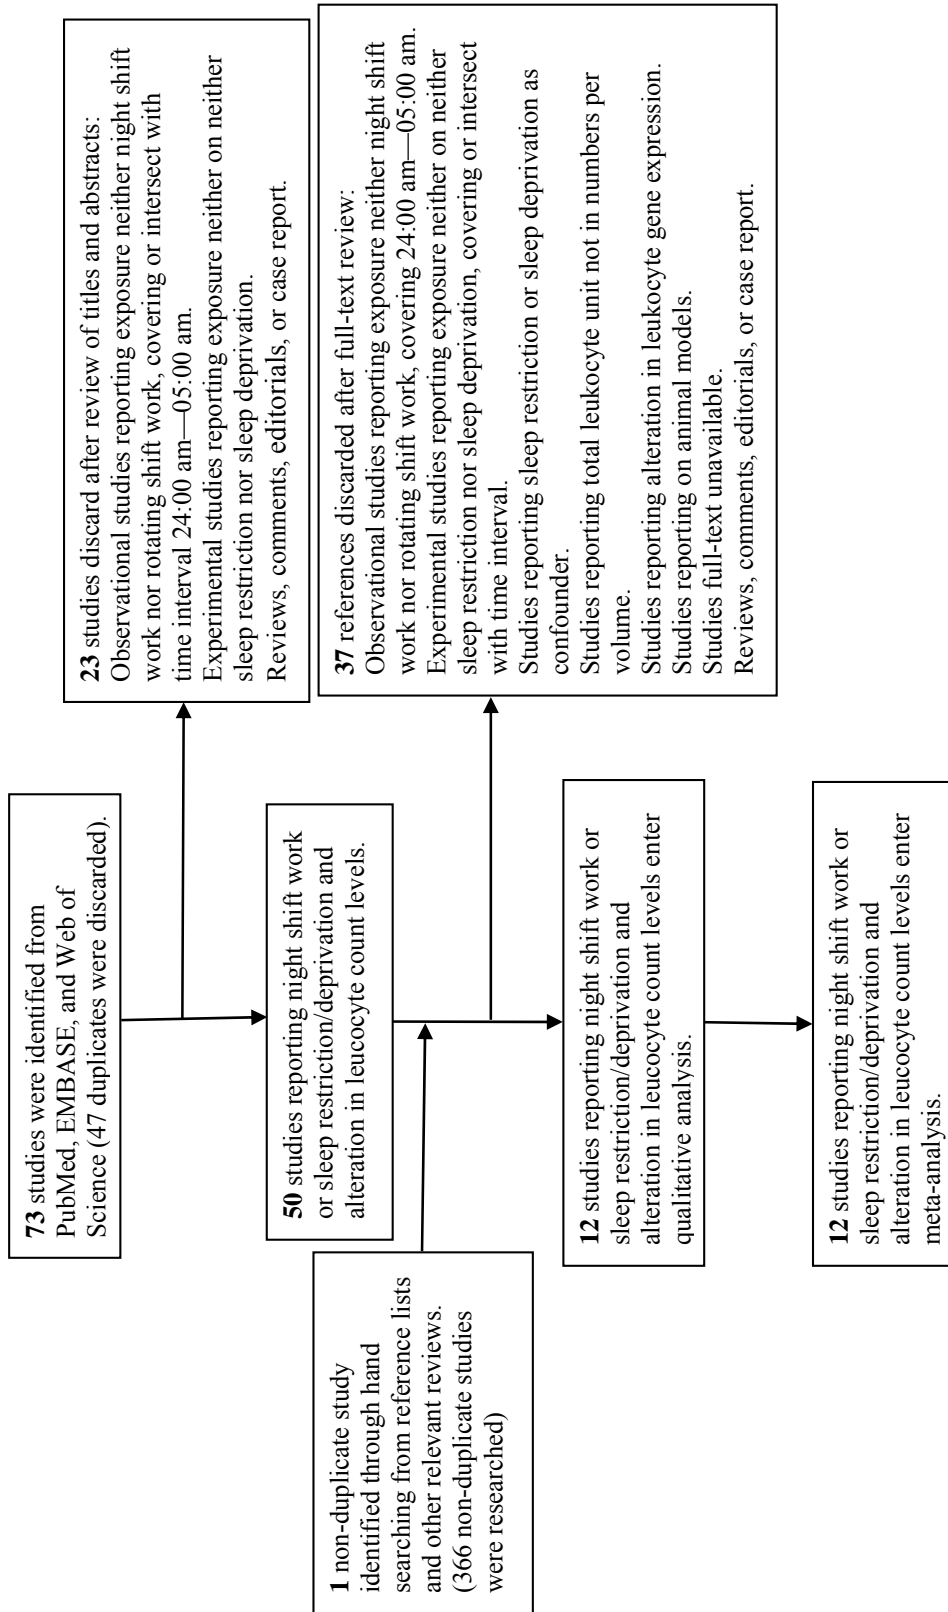 73 studies were identified from
PubMed, EMBASE, and Web of
Science (47 duplicates were discarded).
23 studies discard after review of titles and abstracts:
Observational studies reporting exposure neither night shift
work nor rotating shift work, covering or intersect with
time interval 24:00 am—05:00 am.
Experimental studies reporting exposure neither on neither
sleep restriction nor sleep deprivation.
Reviews, comments, editorials, or case report.
50 studies reporting night shift work
or sleep restriction/deprivation and
alteration in leucocyte count levels.
1 non-duplicate study
identified through hand
searching from reference lists
and other relevant reviews.
(366 non-duplicate studies
were researched)
37 references discarded after full-text review:
Observational studies reporting exposure neither night shift
work nor rotating shift work, covering 24:00 am—05:00 am.
Experimental studies reporting exposure neither on neither
sleep restriction nor sleep deprivation, covering or intersect
with time interval.
Studies reporting sleep restriction or sleep deprivation as
confounder.
Studies reporting total leukocyte unit not in numbers per
volume.
Studies reporting alteration in leukocyte gene expression.
Studies reporting on animal models.
Studies full-text unavailable.
Reviews, comments, editorials, or case report.
12 studies reporting night shift work or
sleep restriction/deprivation and
alteration in leucocyte count levels enter
qualitative analysis.
12 studies reporting night shift work or
sleep restriction/deprivation and
alteration in leucocyte count levels enter
meta-analysis.